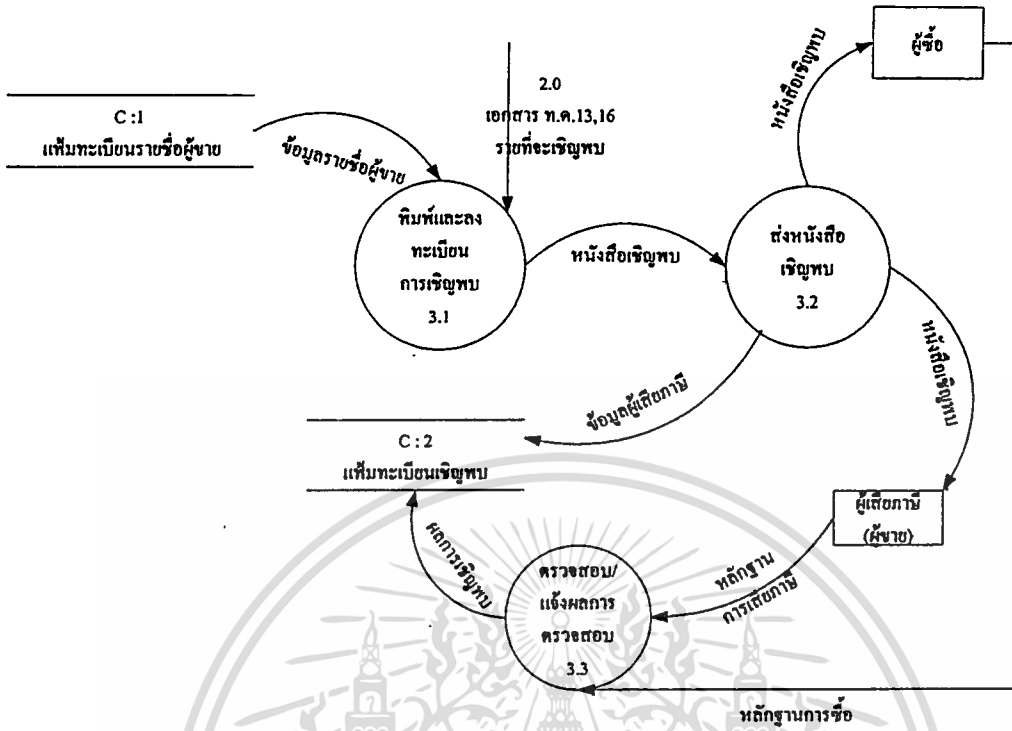 ผู้ซื้อ
หนังสือเชิญพบ
2.0
เอกสาร ท.ค.13,16
รายที่จะเชิญพบ
C :1
แฟ้มทะเบียนรายชื่อผู้ขาย
ข้อมูลรายชื่อผู้ขาย
พิมพ์และลง
ทะเบียน
การเชิญพบ
3.1
หนังสือเชิญพบ
ส่งหนังสือ
เชิญพบ
3.2
หนังสือเชิญพบ
ข้อมูลผู้เสียภาษี
C : 2
แฟ้มทะเบียนเชิญพบ
ผู้เสียภาษี
(ผู้ขาย)
ผลการเชิญพบ
ตรวจสอบ/
แจ้งผลการ
ตรวจสอบ
3.3
หลักฐาน
การเสียภาษี
หลักฐานการซื้อ